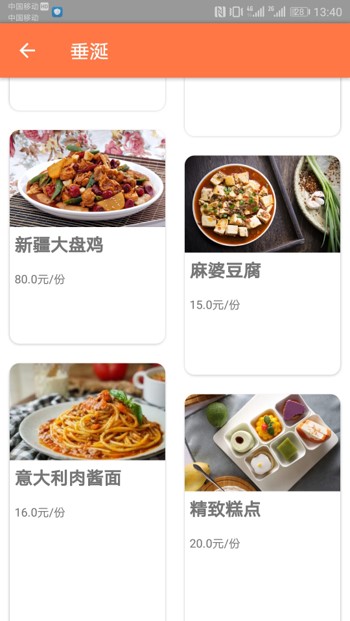 中国移动 HD
中国移动
13:40
垂涎
新疆大盘鸡
80.0元/份
麻婆豆腐
15.0元/份
意大利肉酱面
16.0元/份
精致糕点
20.0元/份